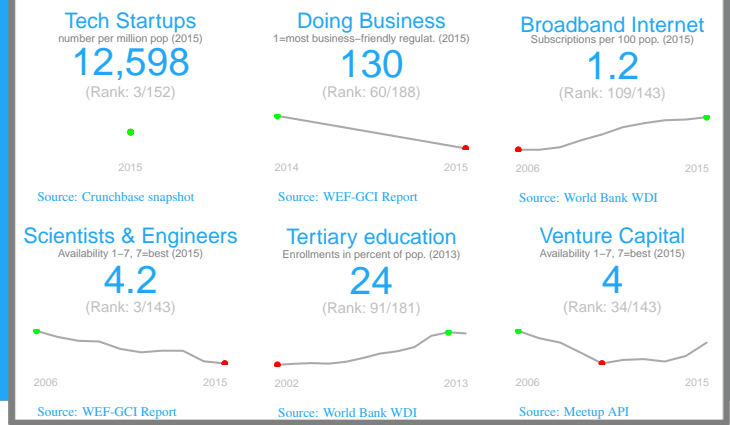 Tech Startups
number per million pop (2015)
12,598
(Rank: 3/152)
2015
Source: Crunchbase snapshot
Doing Business
1=most business−friendly regulat. (2015)
130
(Rank: 60/188)
2014 2015
Source: WEF-GCI Report
Broadband Internet
Subscriptions per 100 pop. (2015)
1.2
(Rank: 109/143)
2006 2015
Source: World Bank WDI
Scientists & Engineers
Availability 1−7, 7=best (2015)
4.2
(Rank: 3/143)
2006 2015
Source: WEF-GCI Report
Tertiary education
Enrollments in percent of pop. (2013)
24
(Rank: 91/181)
2002 2013
Source: World Bank WDI
Venture Capital
Availability 1−7, 7=best (2015)
4
(Rank: 34/143)
2006 2015
Source: Meetup API